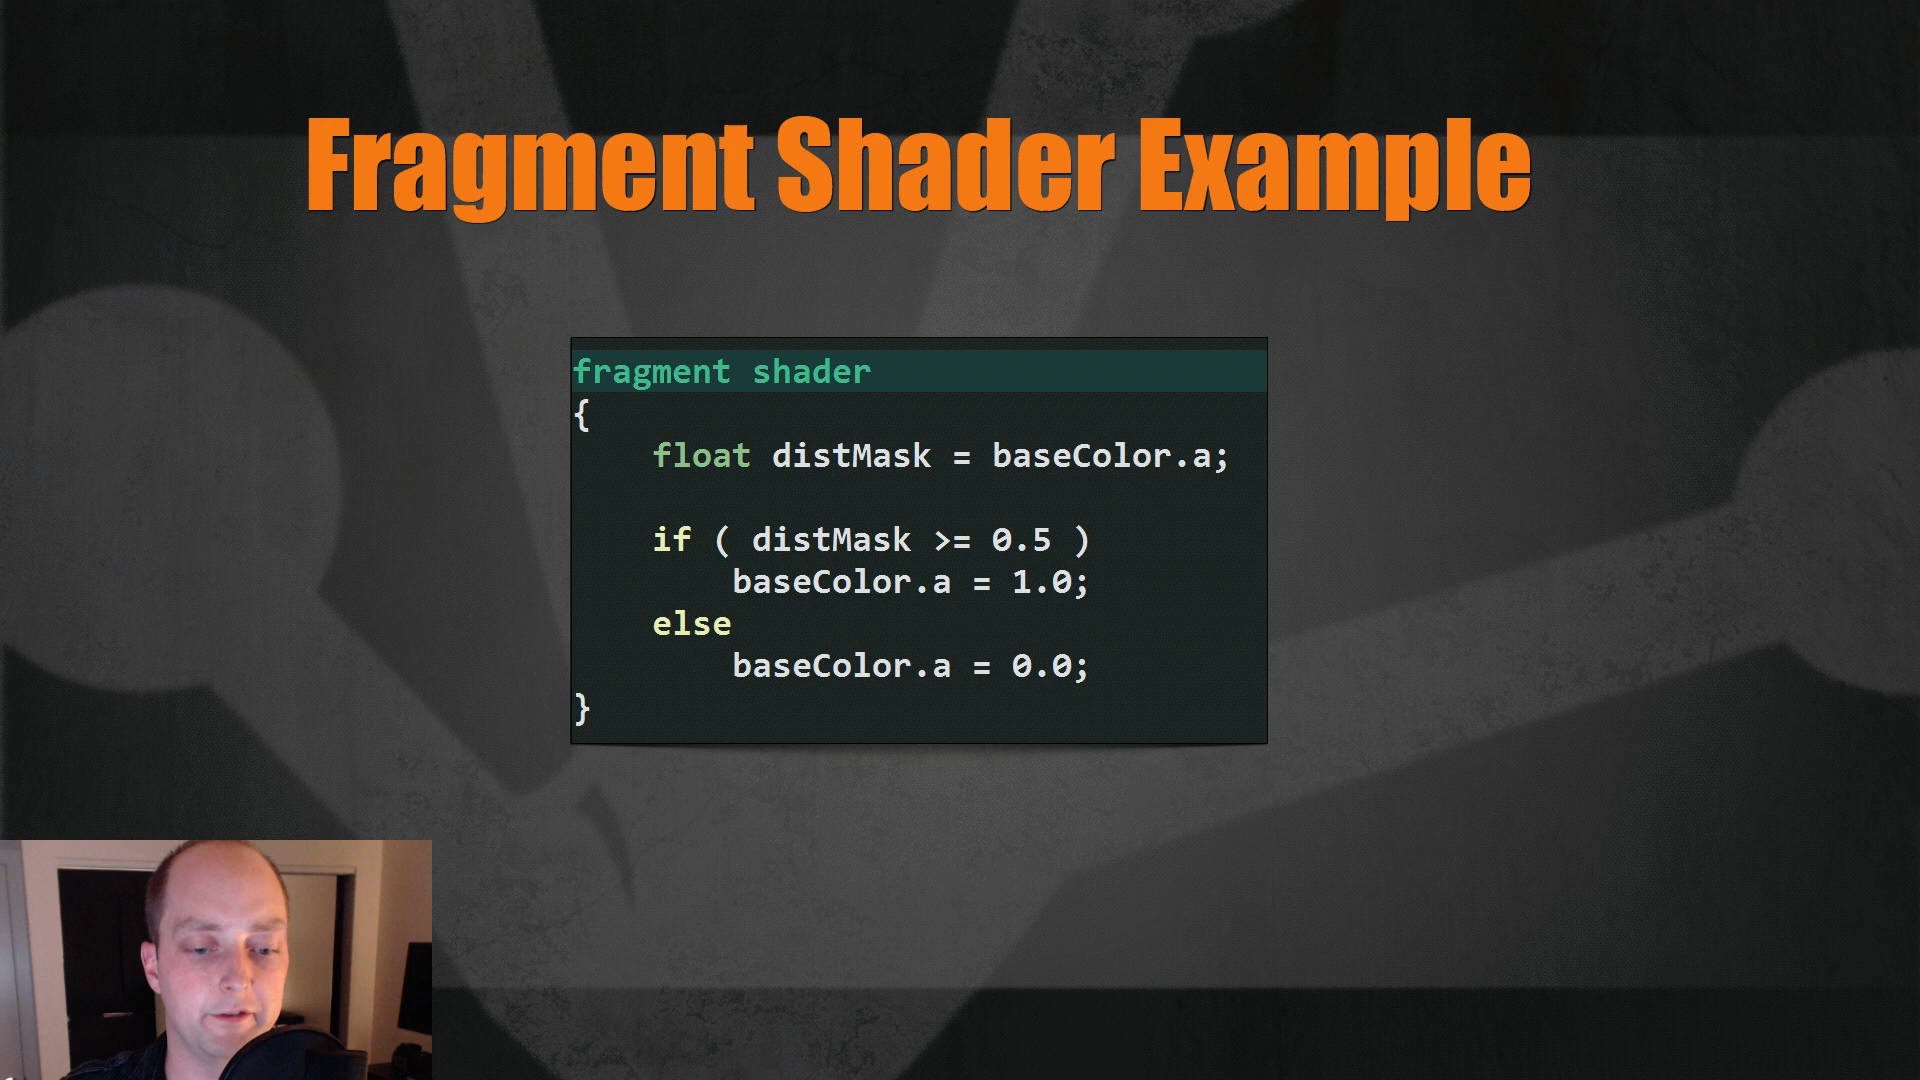 Fragment Shader Example
fragment shader
{
    float distMask = baseColor.a;
    if ( distMask >= 0.5 )
        baseColor.a = 1.0;
    else
        baseColor.a = 0.0;
}